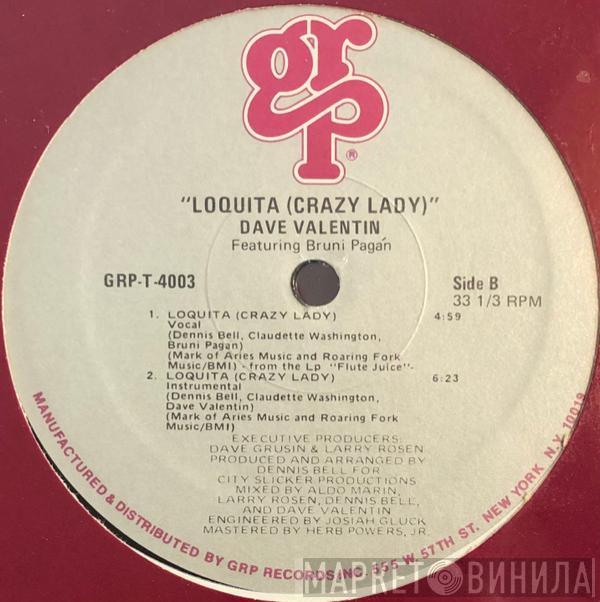 grp
®
"LOQUITA (CRAZY LADY)"
DAVE VALENTIN
Featuring Bruni Pagán
GRP-T-4003
Side B
33 1/3 RPM
1. LOQUITA (CRAZY LADY) 4:59
Vocal
(Dennis Bell, Claudette Washington,
Bruni Pagan)
(Mark of Aries Music and Roaring Fork
Music/BMI) - from the Lp "Flute Juice"-
2. LOQUITA (CRAZY LADY) 6:23
Instrumental
(Dennis Bell, Claudette Washington,
Dave Valentin)
(Mark of Aries Music and Roaring Fork
Music/BMI)
EXECUTIVE PRODUCERS:
DAVE GRUSIN & LARRY ROSEN
PRODUCED AND ARRANGED BY
DENNIS BELL FOR
CITY SLICKER PRODUCTIONS
MIXED BY ALDO MARIN,
LARRY ROSEN, DENNIS BELL,
AND DAVE VALENTIN
ENGINEERED BY JOSIAH GLUCK
MASTERED BY HERB POWERS, JR.
MANUFACTURED & DISTRIBUTED BY GRP RECORDS, INC. 555 W. 57TH ST. NEW YORK, N.Y. 10019
МАРКЕТ ВИНИЛА